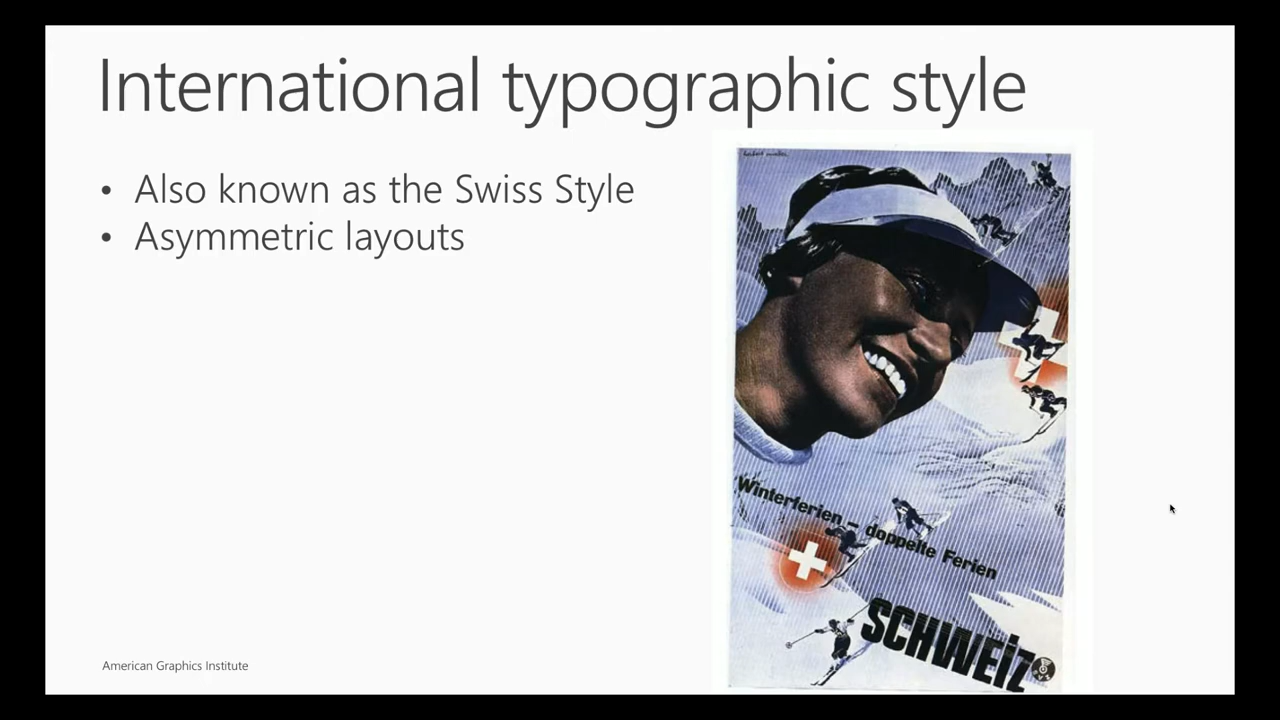 International typographic style
• Also known as the Swiss Style
• Asymmetric layouts
Winterferien – doppelte Ferien
SCHWEIZ
American Graphics Institute